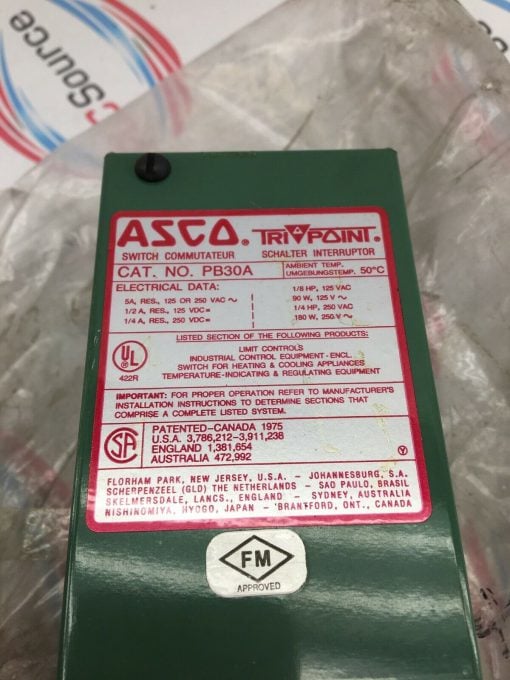 Source
ASCO. TRI POINT.
SWITCH COMMUTATEUR SCHALTER INTERRUPTOR
CAT. NO. PB30A
AMBIENT TEMP.
UMGEBUNGSTEMP. 50°C
ELECTRICAL DATA:
5A, RES., 125 OR 250 VAC ∿
1/2 A, RES., 125 VDC=
1/4 A, RES., 250 VDC=
1/8 HP, 125 VAC
90 W, 125 V ∿
1/4 HP, 250 VAC
180 W, 250 V ∿
LISTED SECTION OF THE FOLLOWING PRODUCTS:
UL
422R
LIMIT CONTROLS
INDUSTRIAL CONTROL EQUIPMENT - ENCL.
SWITCH FOR HEATING & COOLING APPLIANCES
TEMPERATURE-INDICATING & REGULATING EQUIPMENT
IMPORTANT: FOR PROPER OPERATION REFER TO MANUFACTURER'S
INSTALLATION INSTRUCTIONS TO DETERMINE SECTIONS THAT
COMPRISE A COMPLETE LISTED SYSTEM.
SA
PATENTED-CANADA 1975
U.S.A. 3,786,212-3,911,238
ENGLAND 1,381,654
AUSTRALIA 472,992
Y
FLORHAM PARK, NEW JERSEY, U.S.A. - JOHANNESBURG, S.A.
SCHERPENZEEL (GLD) THE NETHERLANDS - SAO PAULO, BRASIL
SKELMERSDALE, LANCS., ENGLAND - SYDNEY, AUSTRALIA
NISHINOMIYA, HYOGO, JAPAN - BRANTFORD, ONT., CANADA
FM
APPROVED